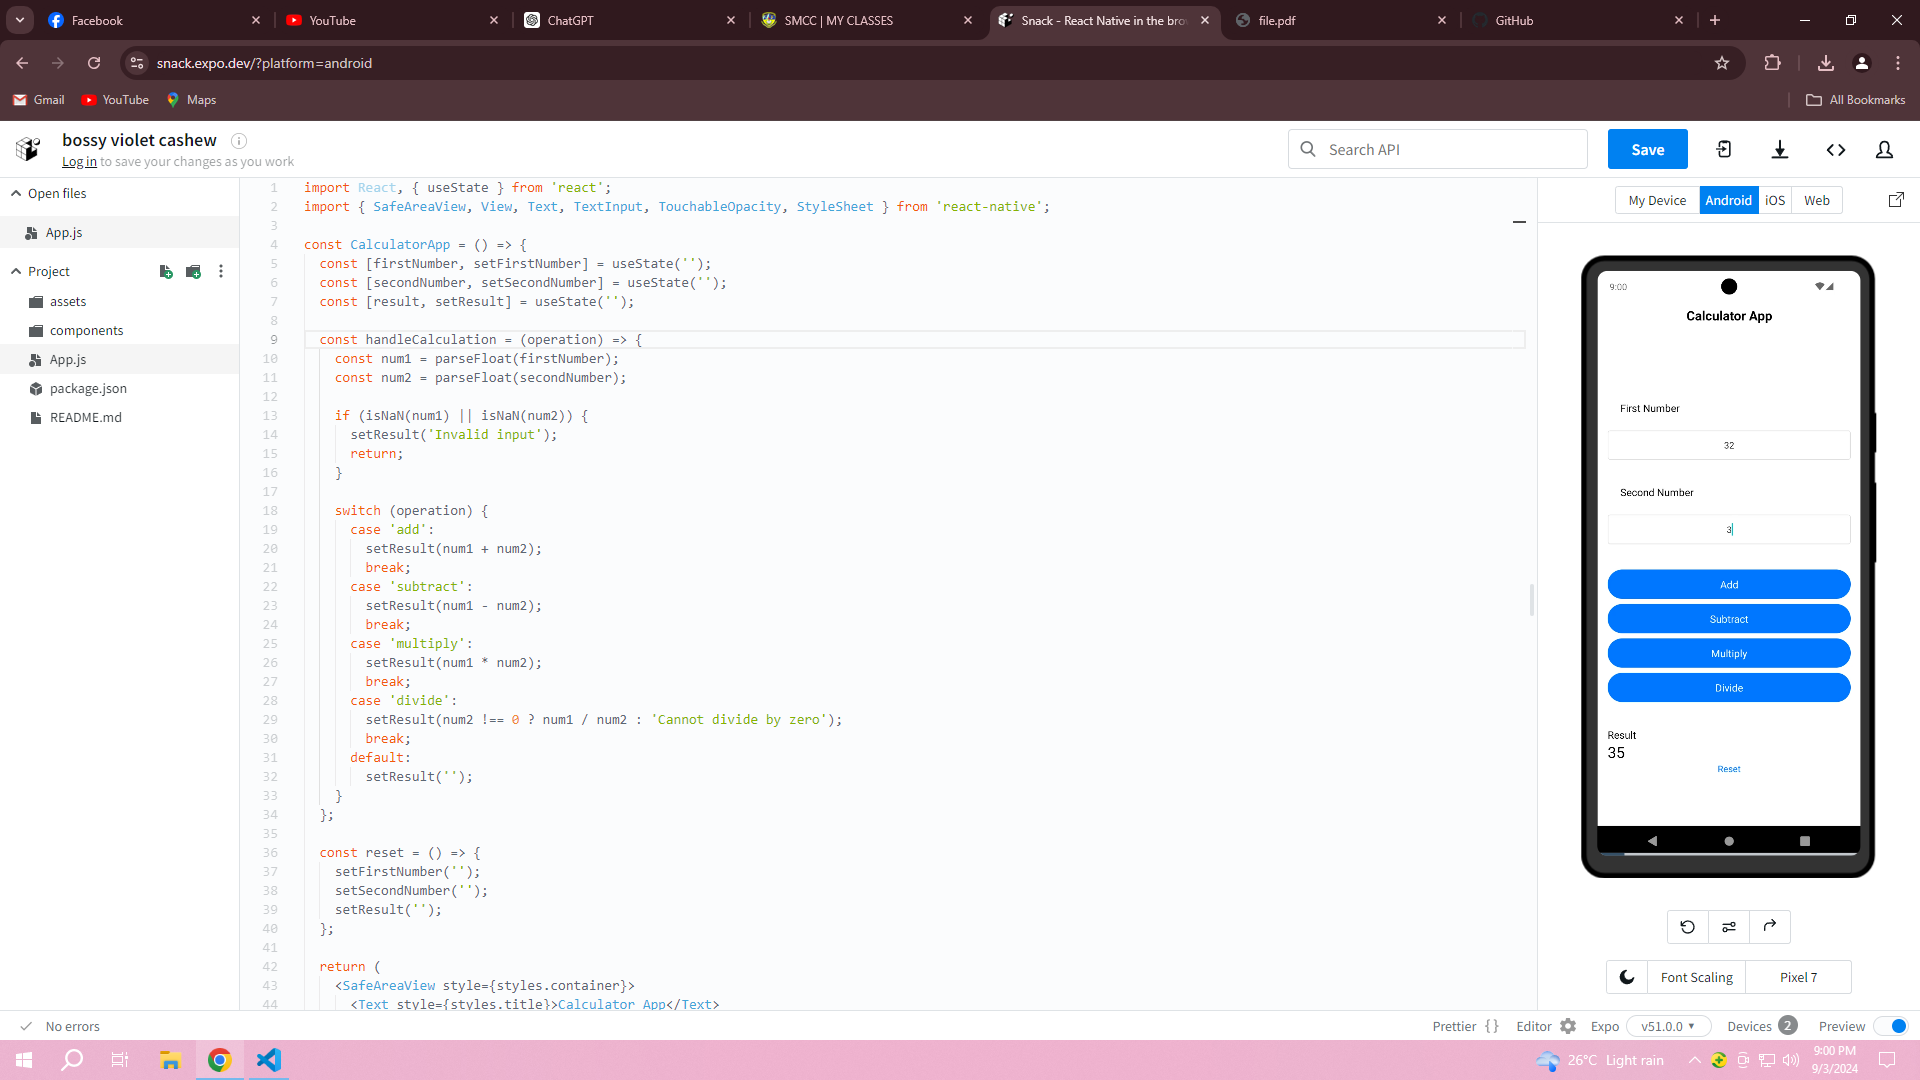 Facebook
YouTube
ChatGPT
SMCC | MY CLASSES
Snack - React Native in the bro
file.pdf
GitHub
snack.expo.dev/?platform=android
Gmail
YouTube
Maps
All Bookmarks
bossy violet cashew
Log in to save your changes as you work
Search API
Save
Open files
App.js
Project
assets
components
App.js
package.json
README.md
1 import React, { useState } from 'react';
2 import { SafeAreaView, View, Text, TextInput, TouchableOpacity, StyleSheet } from 'react-native';
3
4 const CalculatorApp = () => {
5 const [firstNumber, setFirstNumber] = useState('');
6 const [secondNumber, setSecondNumber] = useState('');
7 const [result, setResult] = useState('');
8
9 const handleCalculation = (operation) => {
10 const num1 = parseFloat(firstNumber);
11 const num2 = parseFloat(secondNumber);
12
13 if (isNaN(num1) || isNaN(num2)) {
14 setResult('Invalid input');
15 return;
16 }
17
18 switch (operation) {
19 case 'add':
20 setResult(num1 + num2);
21 break;
22 case 'subtract':
23 setResult(num1 - num2);
24 break;
25 case 'multiply':
26 setResult(num1 * num2);
27 break;
28 case 'divide':
29 setResult(num2 !== 0 ? num1 / num2 : 'Cannot divide by zero');
30 break;
31 default:
32 setResult('');
33 }
34 };
35
36 const reset = () => {
37 setFirstNumber('');
38 setSecondNumber('');
39 setResult('');
40 };
41
42 return (
43 <SafeAreaView style={styles.container}>
44 <Text style={styles.title}>Calculator App</Text>
My Device
Android
iOS
Web
9:00
Calculator App
First Number
32
Second Number
3
Add
Subtract
Multiply
Divide
Result
35
Reset
Font Scaling
Pixel 7
No errors
Prettier { }
Editor
Expo
v51.0.0
Devices 2
Preview
26°C Light rain
9:00 PM
9/3/2024